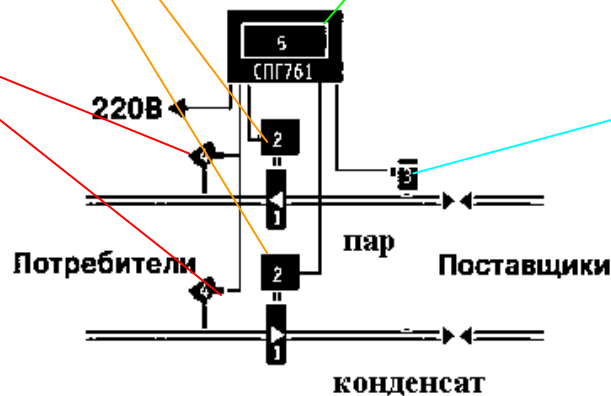 5
СПГ761
220В
2
4
3
1
пар
Потребители
2
Поставщики
4
1
конденсат